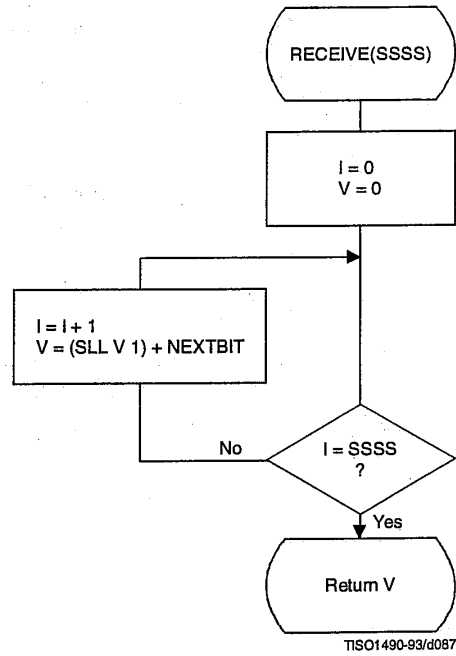 RECEIVE(SSSS)
I = 0
V = 0
I = I + 1
V = (SLL V 1) + NEXTBIT
No
I = SSSS
?
Yes
Return V
TISO1490-93/d087